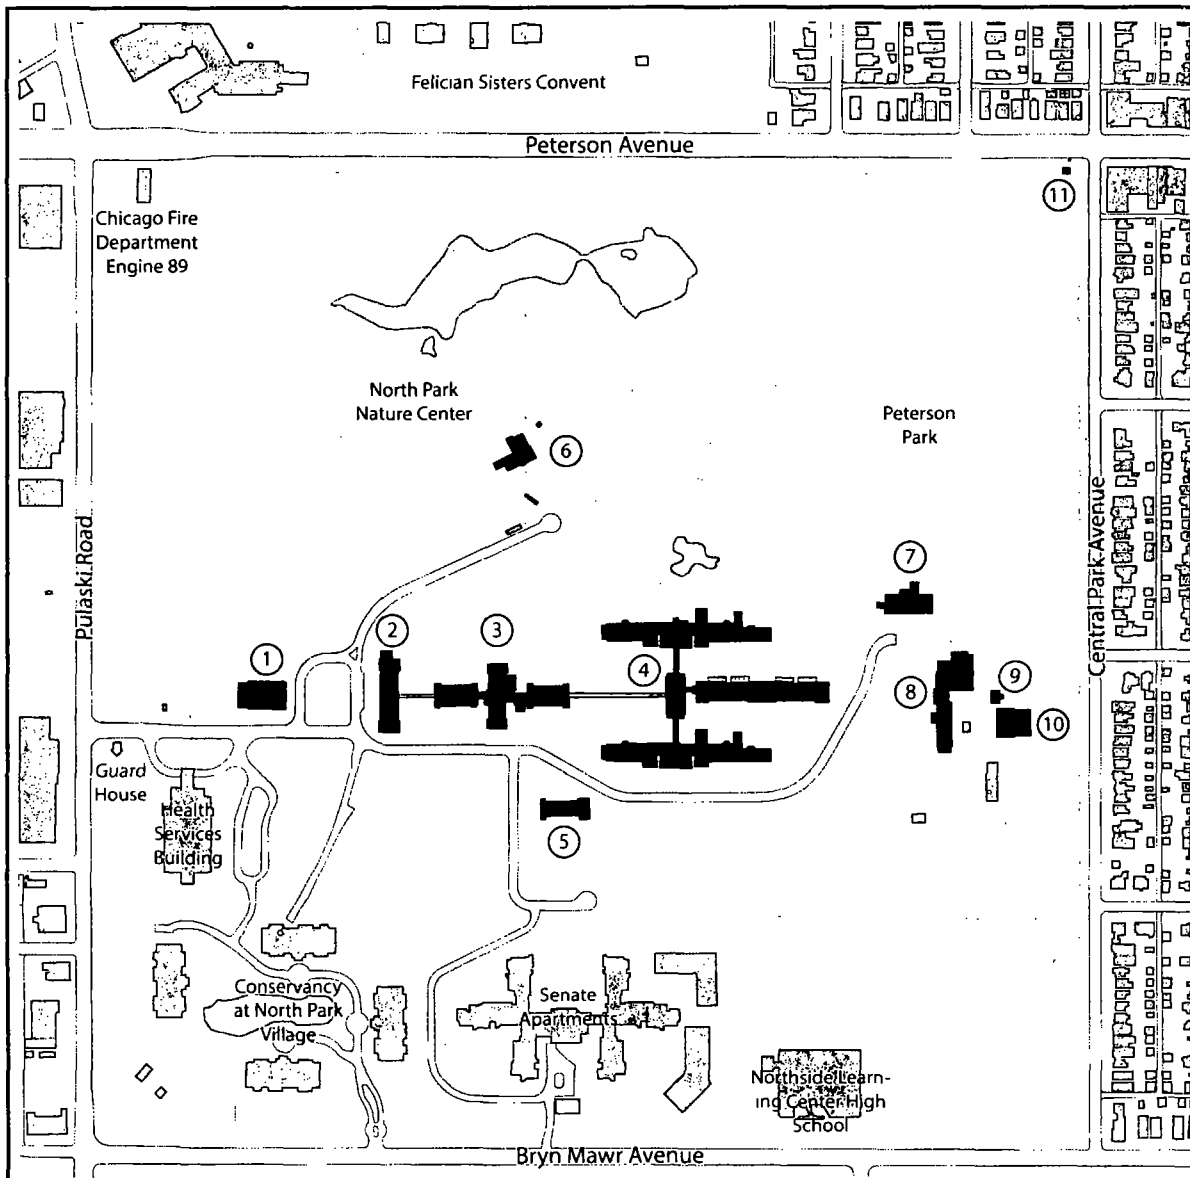 Felician Sisters Convent
Peterson Avenue
11
Chicago Fire
Department
Engine 89
North Park
Nature Center
Peterson
Park
6
Pulaski Road
Central Park Avenue
7
1
2
3
4
8
9
10
Guard
House
Health
Services
Building
5
Conservancy
at North Park
Village
Senate
Apartments
Northside Learn-
ing Center High
School
Bryn Mawr Avenue